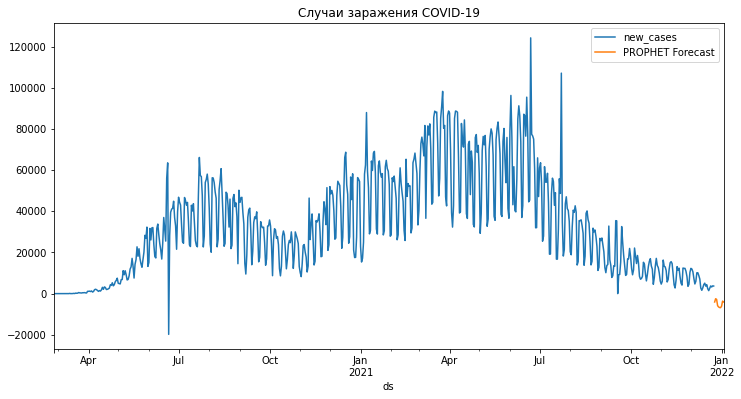 Случаи заражения COVID-19
new_cases
PROPHET Forecast
120000
100000
80000
60000
40000
20000
0
−20000
Apr Jul Oct Jan Apr Jul Oct Jan
2021 2022
ds